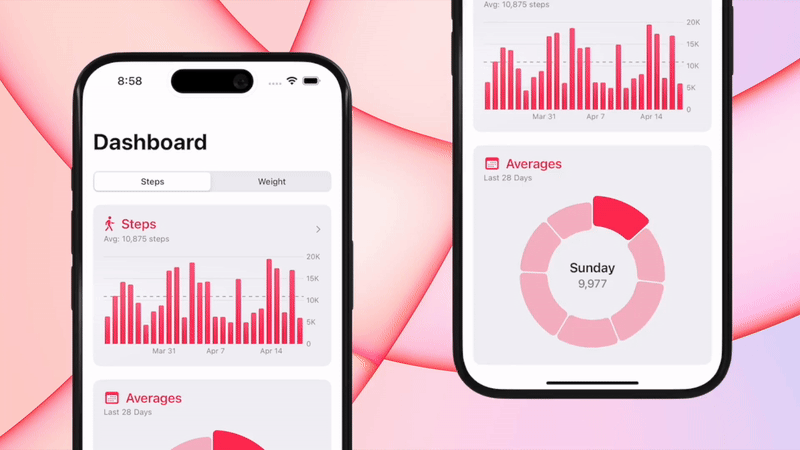 8:58
Dashboard
Steps
Weight
Steps
Avg: 10,875 steps
20K
15K
10K
5K
0
Mar 31
Apr 7
Apr 14
Averages
Last 28 Days
Avg: 10,875 steps
20K
15K
10K
5K
0
Mar 31
Apr 7
Apr 14
Averages
Last 28 Days
Sunday
9,977